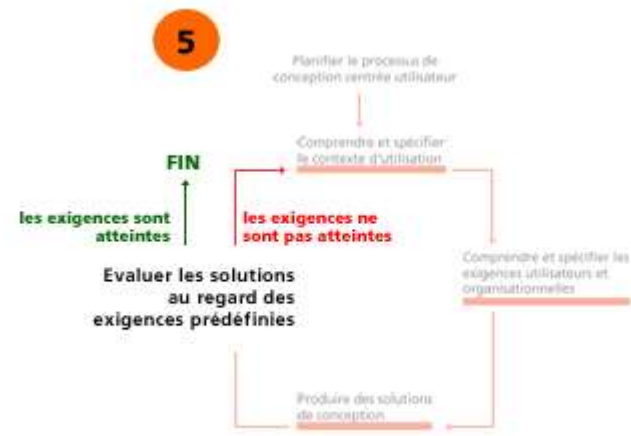 5
Planifier le processus de
conception centrée utilisateur
Comprendre et spécifier
le contexte d'utilisation
FIN
les exigences sont
atteintes
les exigences ne
sont pas atteintes
Comprendre et spécifier les
exigences utilisateurs et
organisationnelles
Evaluer les solutions
au regard des
exigences prédéfinies
Produire des solutions
de conception